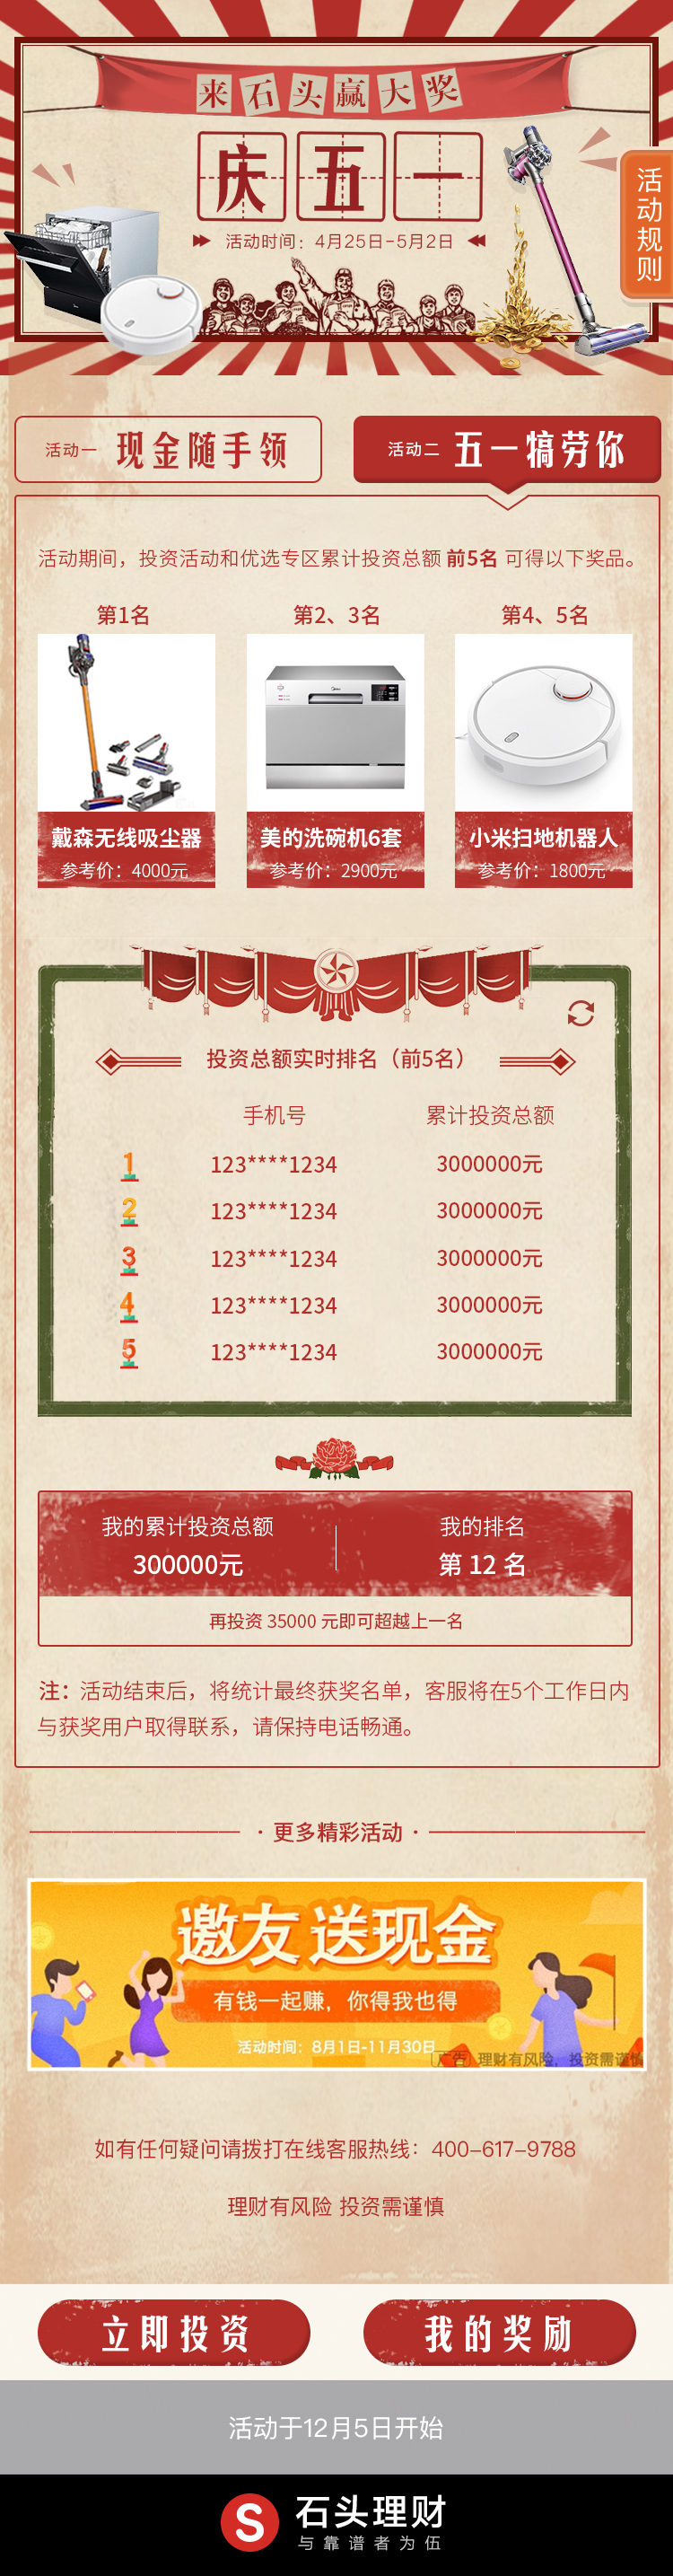 来石头赢大奖
庆五一
活动时间：4月25日-5月2日
活动规则
活动一 现金随手领
活动二 五一犒劳你
活动期间，投资活动和优选专区累计投资总额 前5名 可得以下奖品。
第1名
第2、3名
第4、5名
戴森无线吸尘器
参考价：4000元
美的洗碗机6套
参考价：2900元
小米扫地机器人
参考价：1800元
投资总额实时排名（前5名）
手机号 累计投资总额
1 123****1234 3000000元
2 123****1234 3000000元
3 123****1234 3000000元
4 123****1234 3000000元
5 123****1234 3000000元
我的累计投资总额
300000元
我的排名
第 12 名
再投资 35000 元即可超越上一名
注：活动结束后，将统计最终获奖名单，客服将在5个工作日内
与获奖用户取得联系，请保持电话畅通。
· 更多精彩活动 ·
邀友送现金
有钱一起赚，你得我也得
活动时间：8月1日-11月30日
广告 理财有风险，投资需谨慎
如有任何疑问请拨打在线客服热线：400-617-9788
理财有风险 投资需谨慎
立即投资
我的奖励
活动于12月5日开始
S 石头理财
与靠谱者为伍